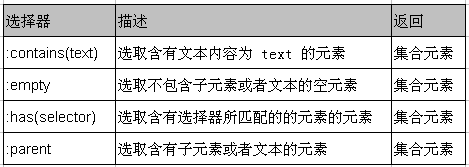 选择器 描述 返回
:contains(text) 选取含有文本内容为 text 的元素 集合元素
:empty 选取不包含子元素或者文本的空元素 集合元素
:has(selector) 选取含有选择器所匹配的的元素的元素 集合元素
:parent 选取含有子元素或者文本的元素 集合元素